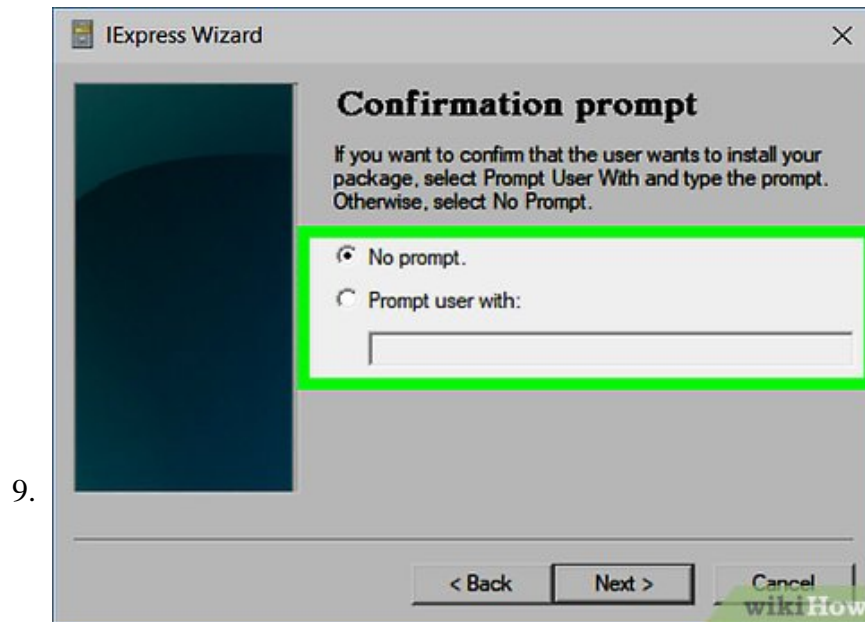 IExpress Wizard
Confirmation prompt
If you want to confirm that the user wants to install your
package, select Prompt User With and type the prompt.
Otherwise, select No Prompt.
No prompt.
Prompt user with:
9.
< Back
Next >
Cancel
wikiHow